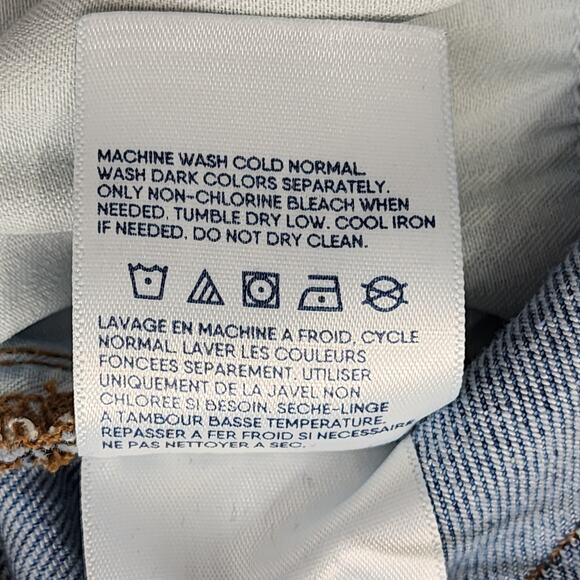 MACHINE WASH COLD NORMAL.
WASH DARK COLORS SEPARATELY.
ONLY NON-CHLORINE BLEACH WHEN
NEEDED. TUMBLE DRY LOW. COOL IRON
IF NEEDED. DO NOT DRY CLEAN.
LAVAGE EN MACHINE A FROID, CYCLE
NORMAL. LAVER LES COULEURS
FONCÉES SEPAREMENT. UTILISER
UNIQUEMENT DE LA JAVEL NON
CHLOREE SI BESOIN. SECHE-LINGE
A TAMBOUR BASSE TEMPERATURE.
REPASSER A FER FROID SI NECESSAIRE
NE PAS NETTOYER A SEC.